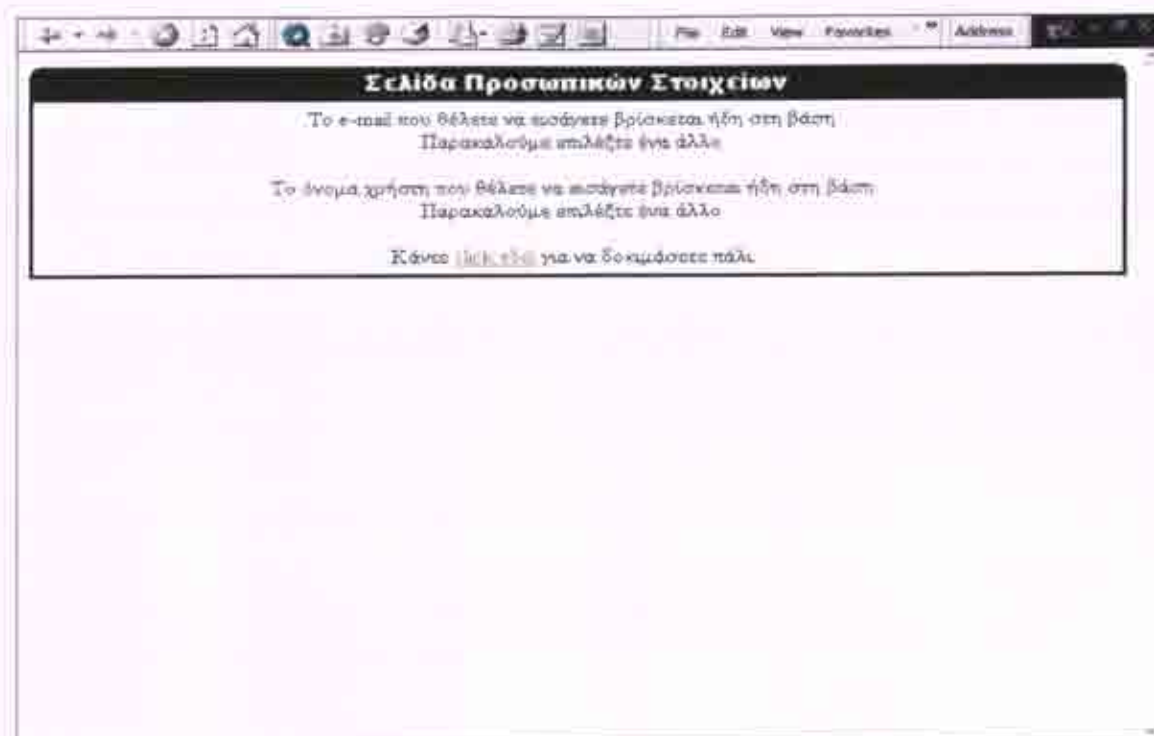 File Edit View Favorites » Address
Σελίδα Προσωπικών Στοιχείων
Το e-mail που θέλετε να εισάγετε βρίσκεται ήδη στη βάση
Παρακαλούμε επιλέξτε ένα άλλο
Το όνομα χρήστη που θέλετε να εισάγετε βρίσκεται ήδη στη βάση
Παρακαλούμε επιλέξτε ένα άλλο
Κάντε click εδώ για να δοκιμάσετε πάλι